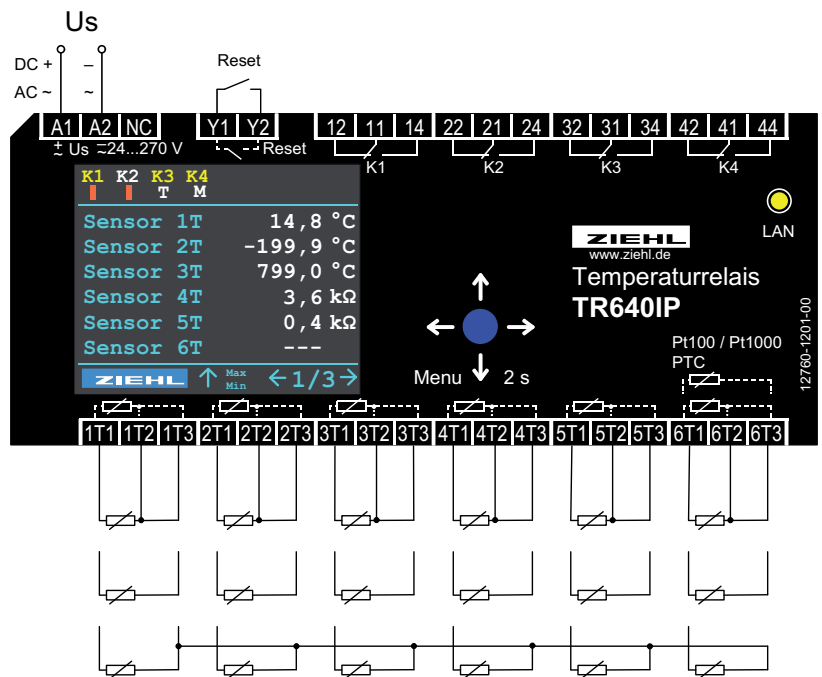 Us
DC + –
AC ~ ~
Reset
A1 A2 NC Y1 Y2 12 11 14 22 21 24 32 31 34 42 41 44
± ~ Us ≂24...270 V Reset K1 K2 K3 K4
K1 K2 K3 K4
T M
Sensor 1T 14,8 °C
Sensor 2T -199,9 °C
Sensor 3T 799,0 °C
Sensor 4T 3,6 kΩ
Sensor 5T 0,4 kΩ
Sensor 6T ---
ZIEHL ↑ Max Min ←1/3→
Menu 2 s
LAN
ZIEHL
www.ziehl.de
Temperaturrelais
TR640IP
Pt100 / Pt1000
PTC
12760-1201-00
1T1 1T2 1T3 2T1 2T2 2T3 3T1 3T2 3T3 4T1 4T2 4T3 5T1 5T2 5T3 6T1 6T2 6T3